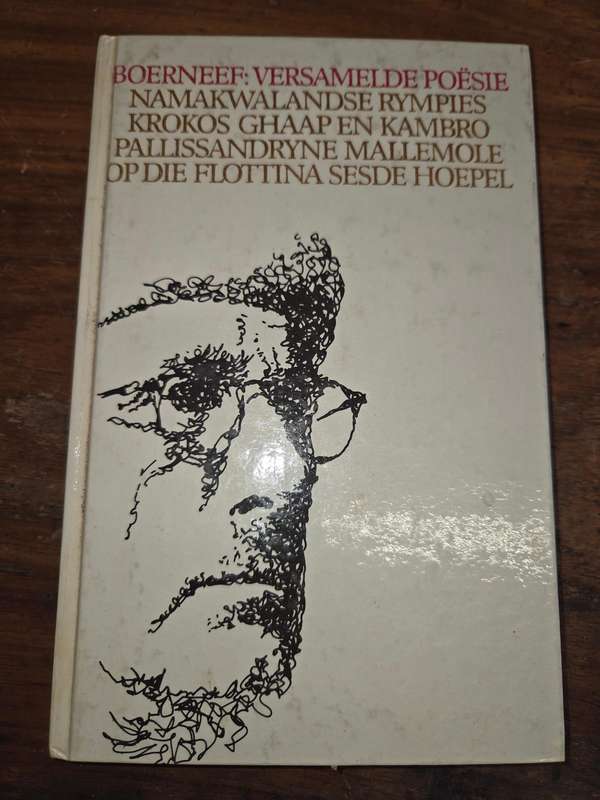 BOERNEEF: VERSAMELDE POËSIE
NAMAKWALANDSE RYMPIES
KROKOS GHAAP EN KAMBRO
PALLISSANDRYNE MALLEMOLE
OP DIE FLOTTINA SESDE HOEPEL